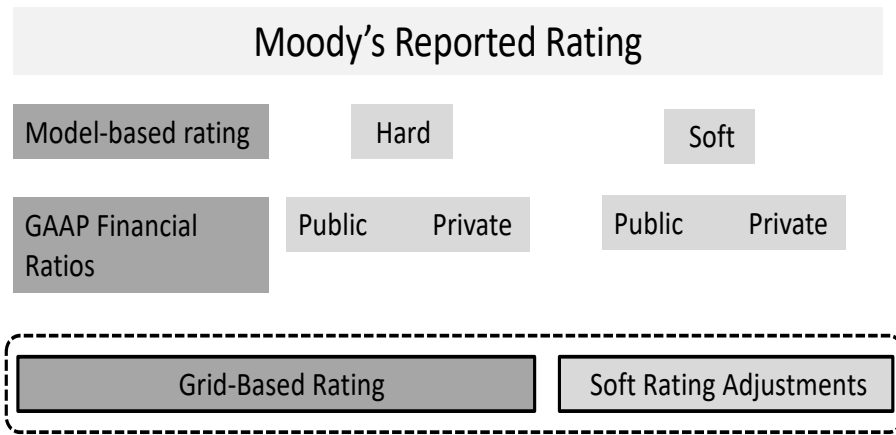 Moody's Reported Rating
Model-based rating
Hard
Soft
GAAP Financial
Ratios
Public Private
Public Private
Grid-Based Rating
Soft Rating Adjustments